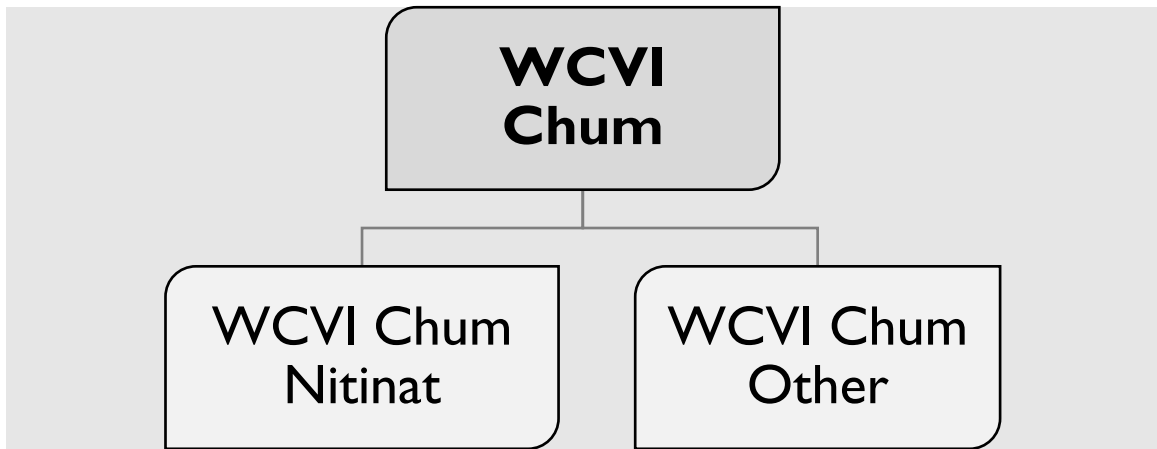 WCVI
Chum
WCVI Chum
Nitinat
WCVI Chum
Other